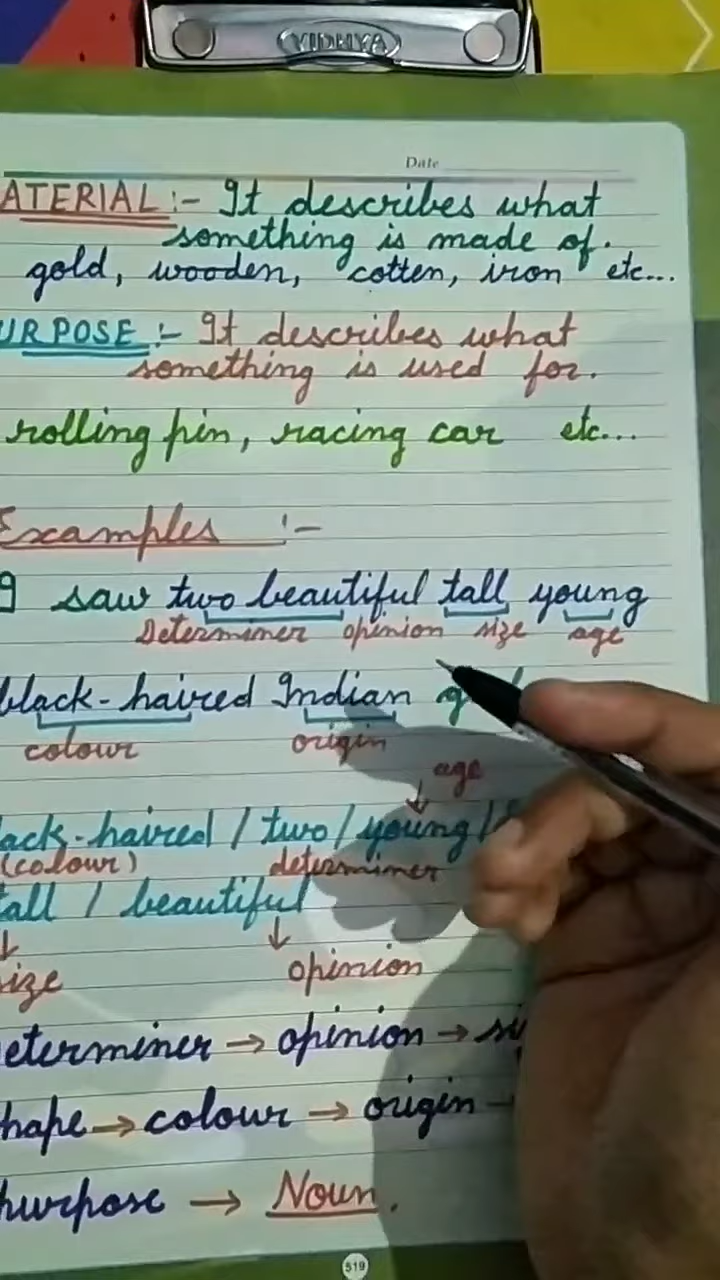 VIDHYA
Date
ATERIAL :- It describes what
something is made of.
gold, wooden, cotten, iron etc...
URPOSE :- It describes what
something is used for.
rolling pin, racing car etc...
Examples :-
I saw two beautiful tall young
Determiner opinion size age
black-haired Indian
colour origin
age
lack-haired / two / young /
(colour) determiner
tall / beautiful
size opinion
eterminer → opinion →
hape → colour → origin
purpose → Noun.
519